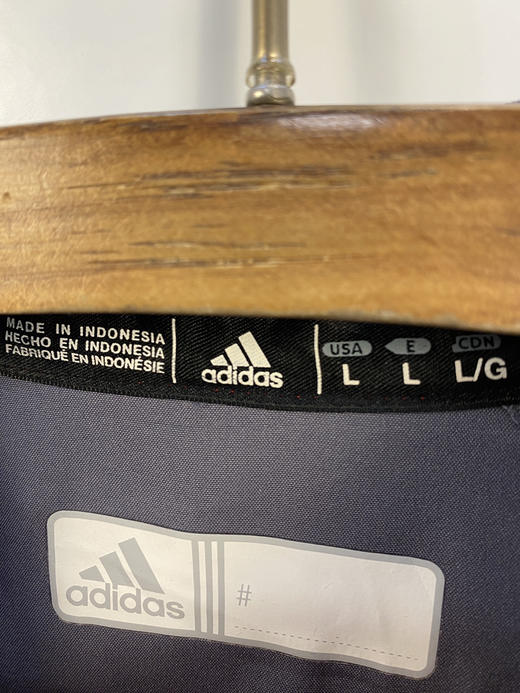 MADE IN INDONESIA
HECHO EN INDONESIA
FABRIQUÉ EN INDONÉSIE
adidas
USA E CDN
L L L/G
adidas
#